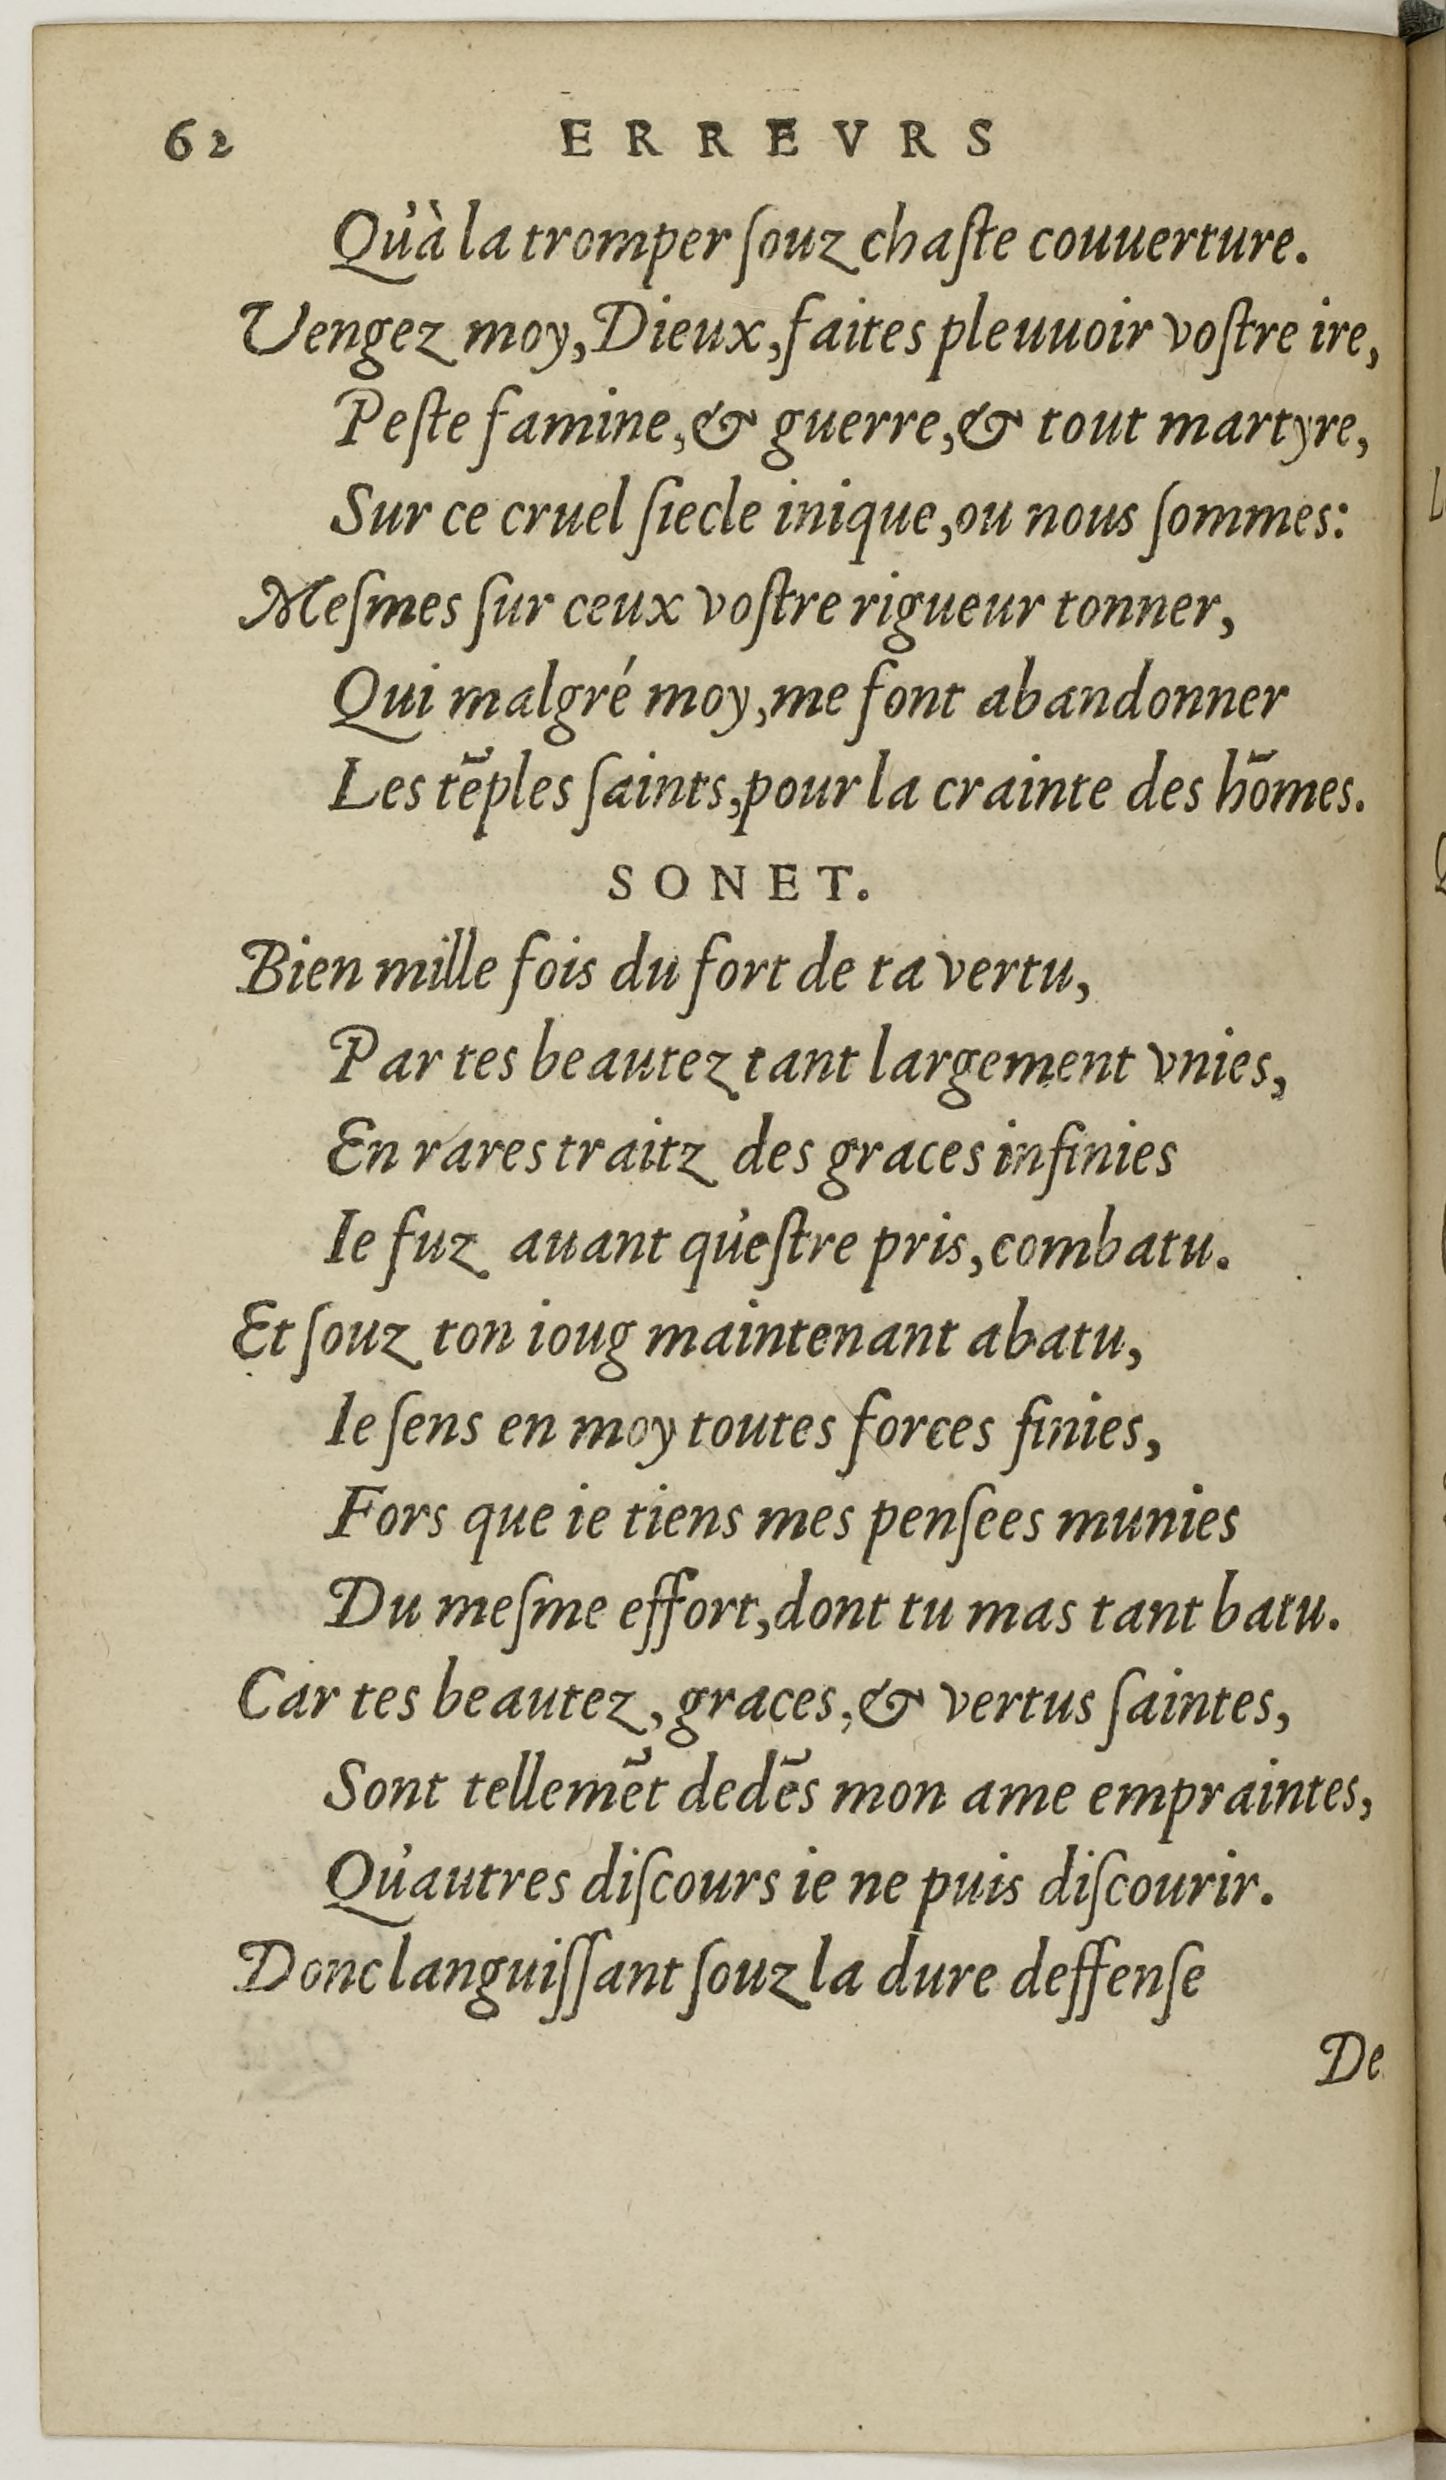 62 ERREVRS
Qu'à la tromper ſouz chaſte couuerture.
Vengez moy, Dieux, faites pleuuoir voſtre ire,
Peſte famine, & guerre, & tout martyre,
Sur ce cruel ſiecle inique, ou nous ſommes:
Meſmes ſur ceux voſtre rigueur tonner,
Qui malgré moy, me font abandonner
Les tēples ſaints, pour la crainte des hōmes.
SONET.
Bien mille fois du fort de ta vertu,
Par tes beautez tant largement vnies,
En rares traitz des graces infinies
Ie fuz auant qu'eſtre pris, combatu.
Et ſouz ton ioug maintenant abatu,
Ie ſens en moy toutes forces finies,
Fors que ie tiens mes penſees munies
Du meſme effort, dont tu mas tant batu.
Car tes beautez, graces, & vertus ſaintes,
Sont tellemēt dedēs mon ame empraintes,
Qu'autres diſcours ie ne puis diſcourir.
Donc languiſſant ſouz la dure deffenſe
De